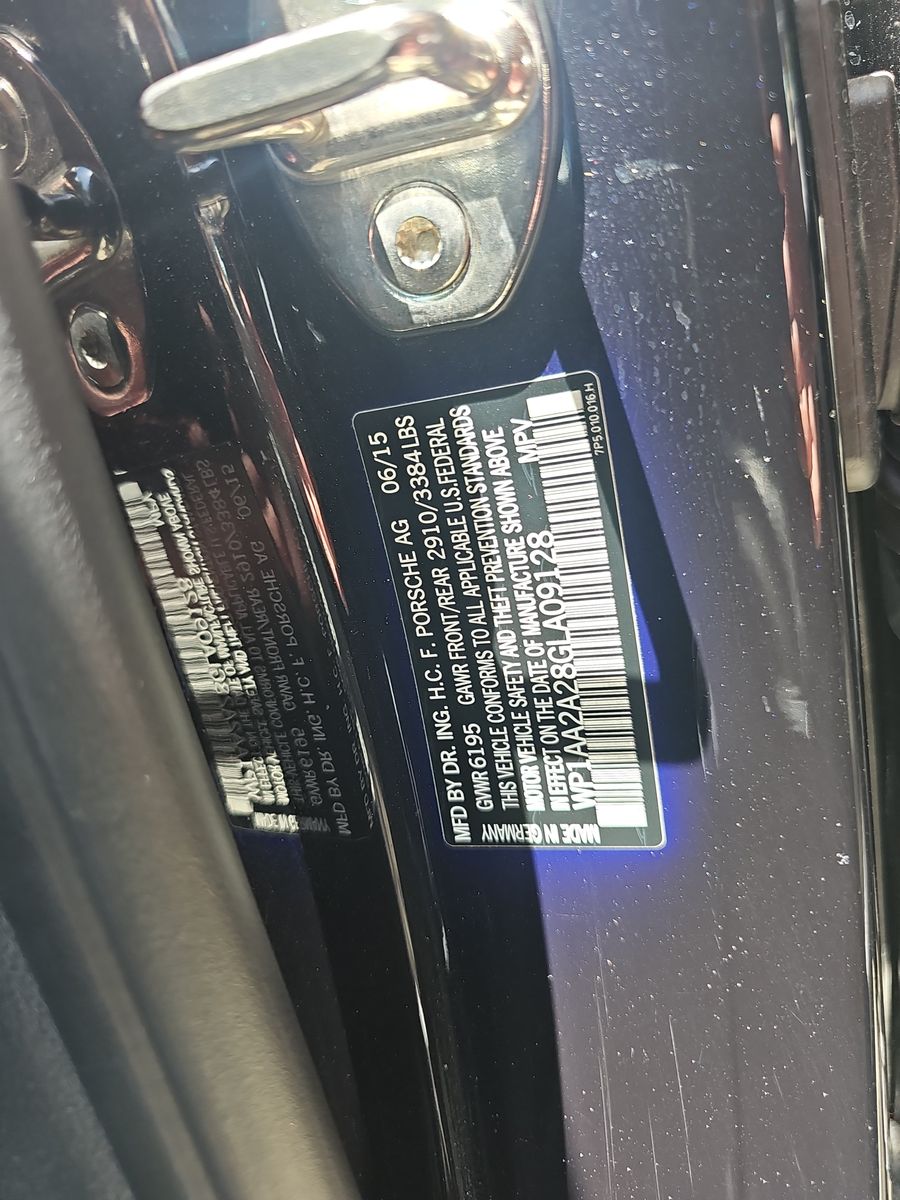 MFD BY DR. ING. H.C. F. PORSCHE AG 06/15
GVWR 6195 GAWR FRONT/REAR 2910/3384 LBS
THIS VEHICLE CONFORMS TO ALL APPLICABLE U.S.FEDERAL
MOTOR VEHICLE SAFETY AND THEFT PREVENTION STANDARDS
IN EFFECT ON THE DATE OF MANUFACTURE SHOWN ABOVE
WP1AA2A28GLA09128 MPV
MADE IN GERMANY
7P5.010.016.H